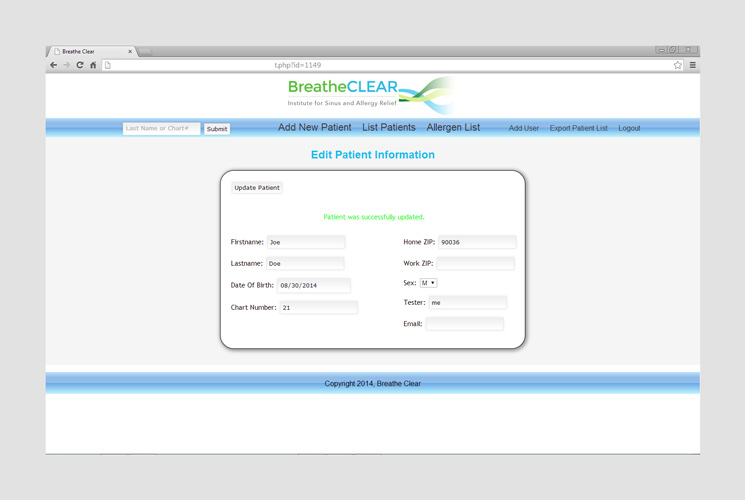 Breathe Clear
t.php?id=1149
BreatheCLEAR
Institute for Sinus and Allergy Relief
Last Name or Chart# Submit Add New Patient List Patients Allergen List Add User Export Patient List Logout
Edit Patient Information
Update Patient
Patient was successfully updated.
Firstname: Joe Home ZIP: 90036
Lastname: Doe Work ZIP:
Date Of Birth: 08/30/2014 Sex: M
Chart Number: 21 Tester: me
Email:
Copyright 2014, Breathe Clear